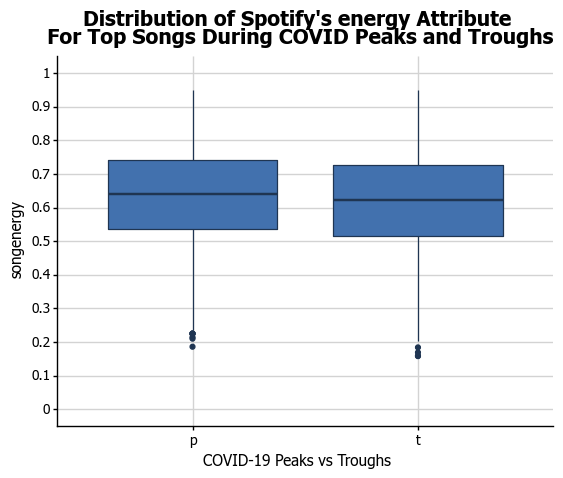 Distribution of Spotify's energy Attribute
For Top Songs During COVID Peaks and Troughs
1
0.9
0.8
0.7
0.6
0.5
0.4
0.3
0.2
0.1
0
songenergy
p
t
COVID-19 Peaks vs Troughs